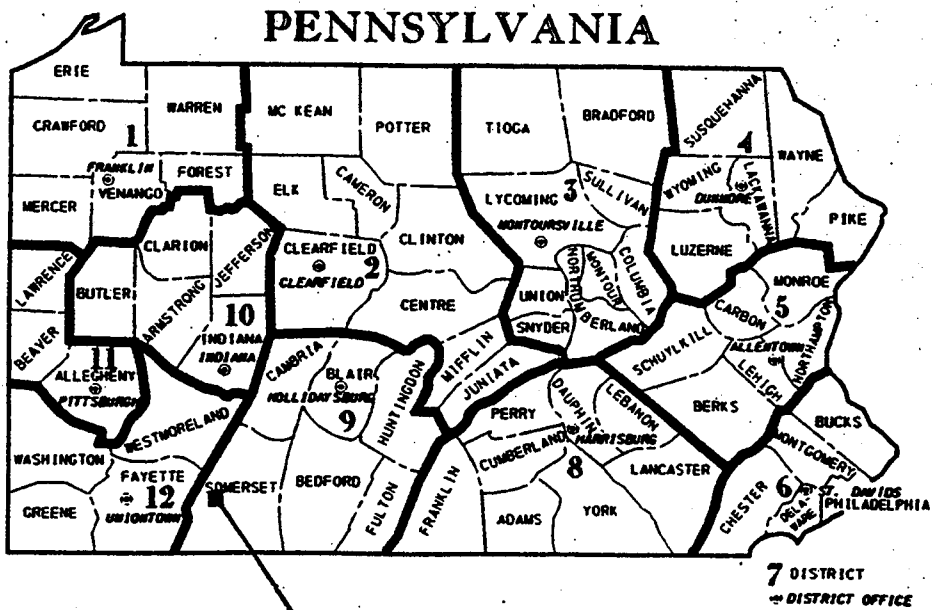 PENNSYLVANIA
ERIE
WARREN
MC KEAN
POTTER
TIOGA
BRADFORD
SUSQUEHANNA
CRAWFORD
1
4
WAYNE
FRANKLIN
VENANGO
FOREST
ELK
CAMERON
LYCOMING
3
SULLIVAN
WYOMING
LACKAWANNA
DUNMORE
MERCER
PIKE
CLARION
JEFFERSON
CLEARFIELD
2
CLEARFIELD
CLINTON
MONTOURSVILLE
LUZERNE
LAWRENCE
BUTLER
ARMSTRONG
10
INDIANA
INDIANA
CENTRE
UNION
NORTHUMBERLAND
MONTOUR
COLUMBIA
MONROE
5
CARBON
SNYDER
BEAVER
11
ALLEGHENY
PITTSBURGH
CAMBRIA
BLAIR
HOLLIDAYSBURG
9
HUNTINGDON
MIFFLIN
JUNIATA
SCHUYLKILL
ALLENTOWN
LEHIGH
NORTHAMPTON
BERKS
BUCKS
PERRY
DAUPHIN
LEBANON
HARRISBURG
CUMBERLAND
8
WESTMORELAND
WASHINGTON
FAYETTE
12
UNIONTOWN
GREENE
SOMERSET
BEDFORD
FULTON
FRANKLIN
ADAMS
YORK
LANCASTER
MONTGOMERY
CHESTER
6
DELA-
WARE
ST.
DAVIDS
PHILADELPHIA
7 DISTRICT
DISTRICT OFFICE